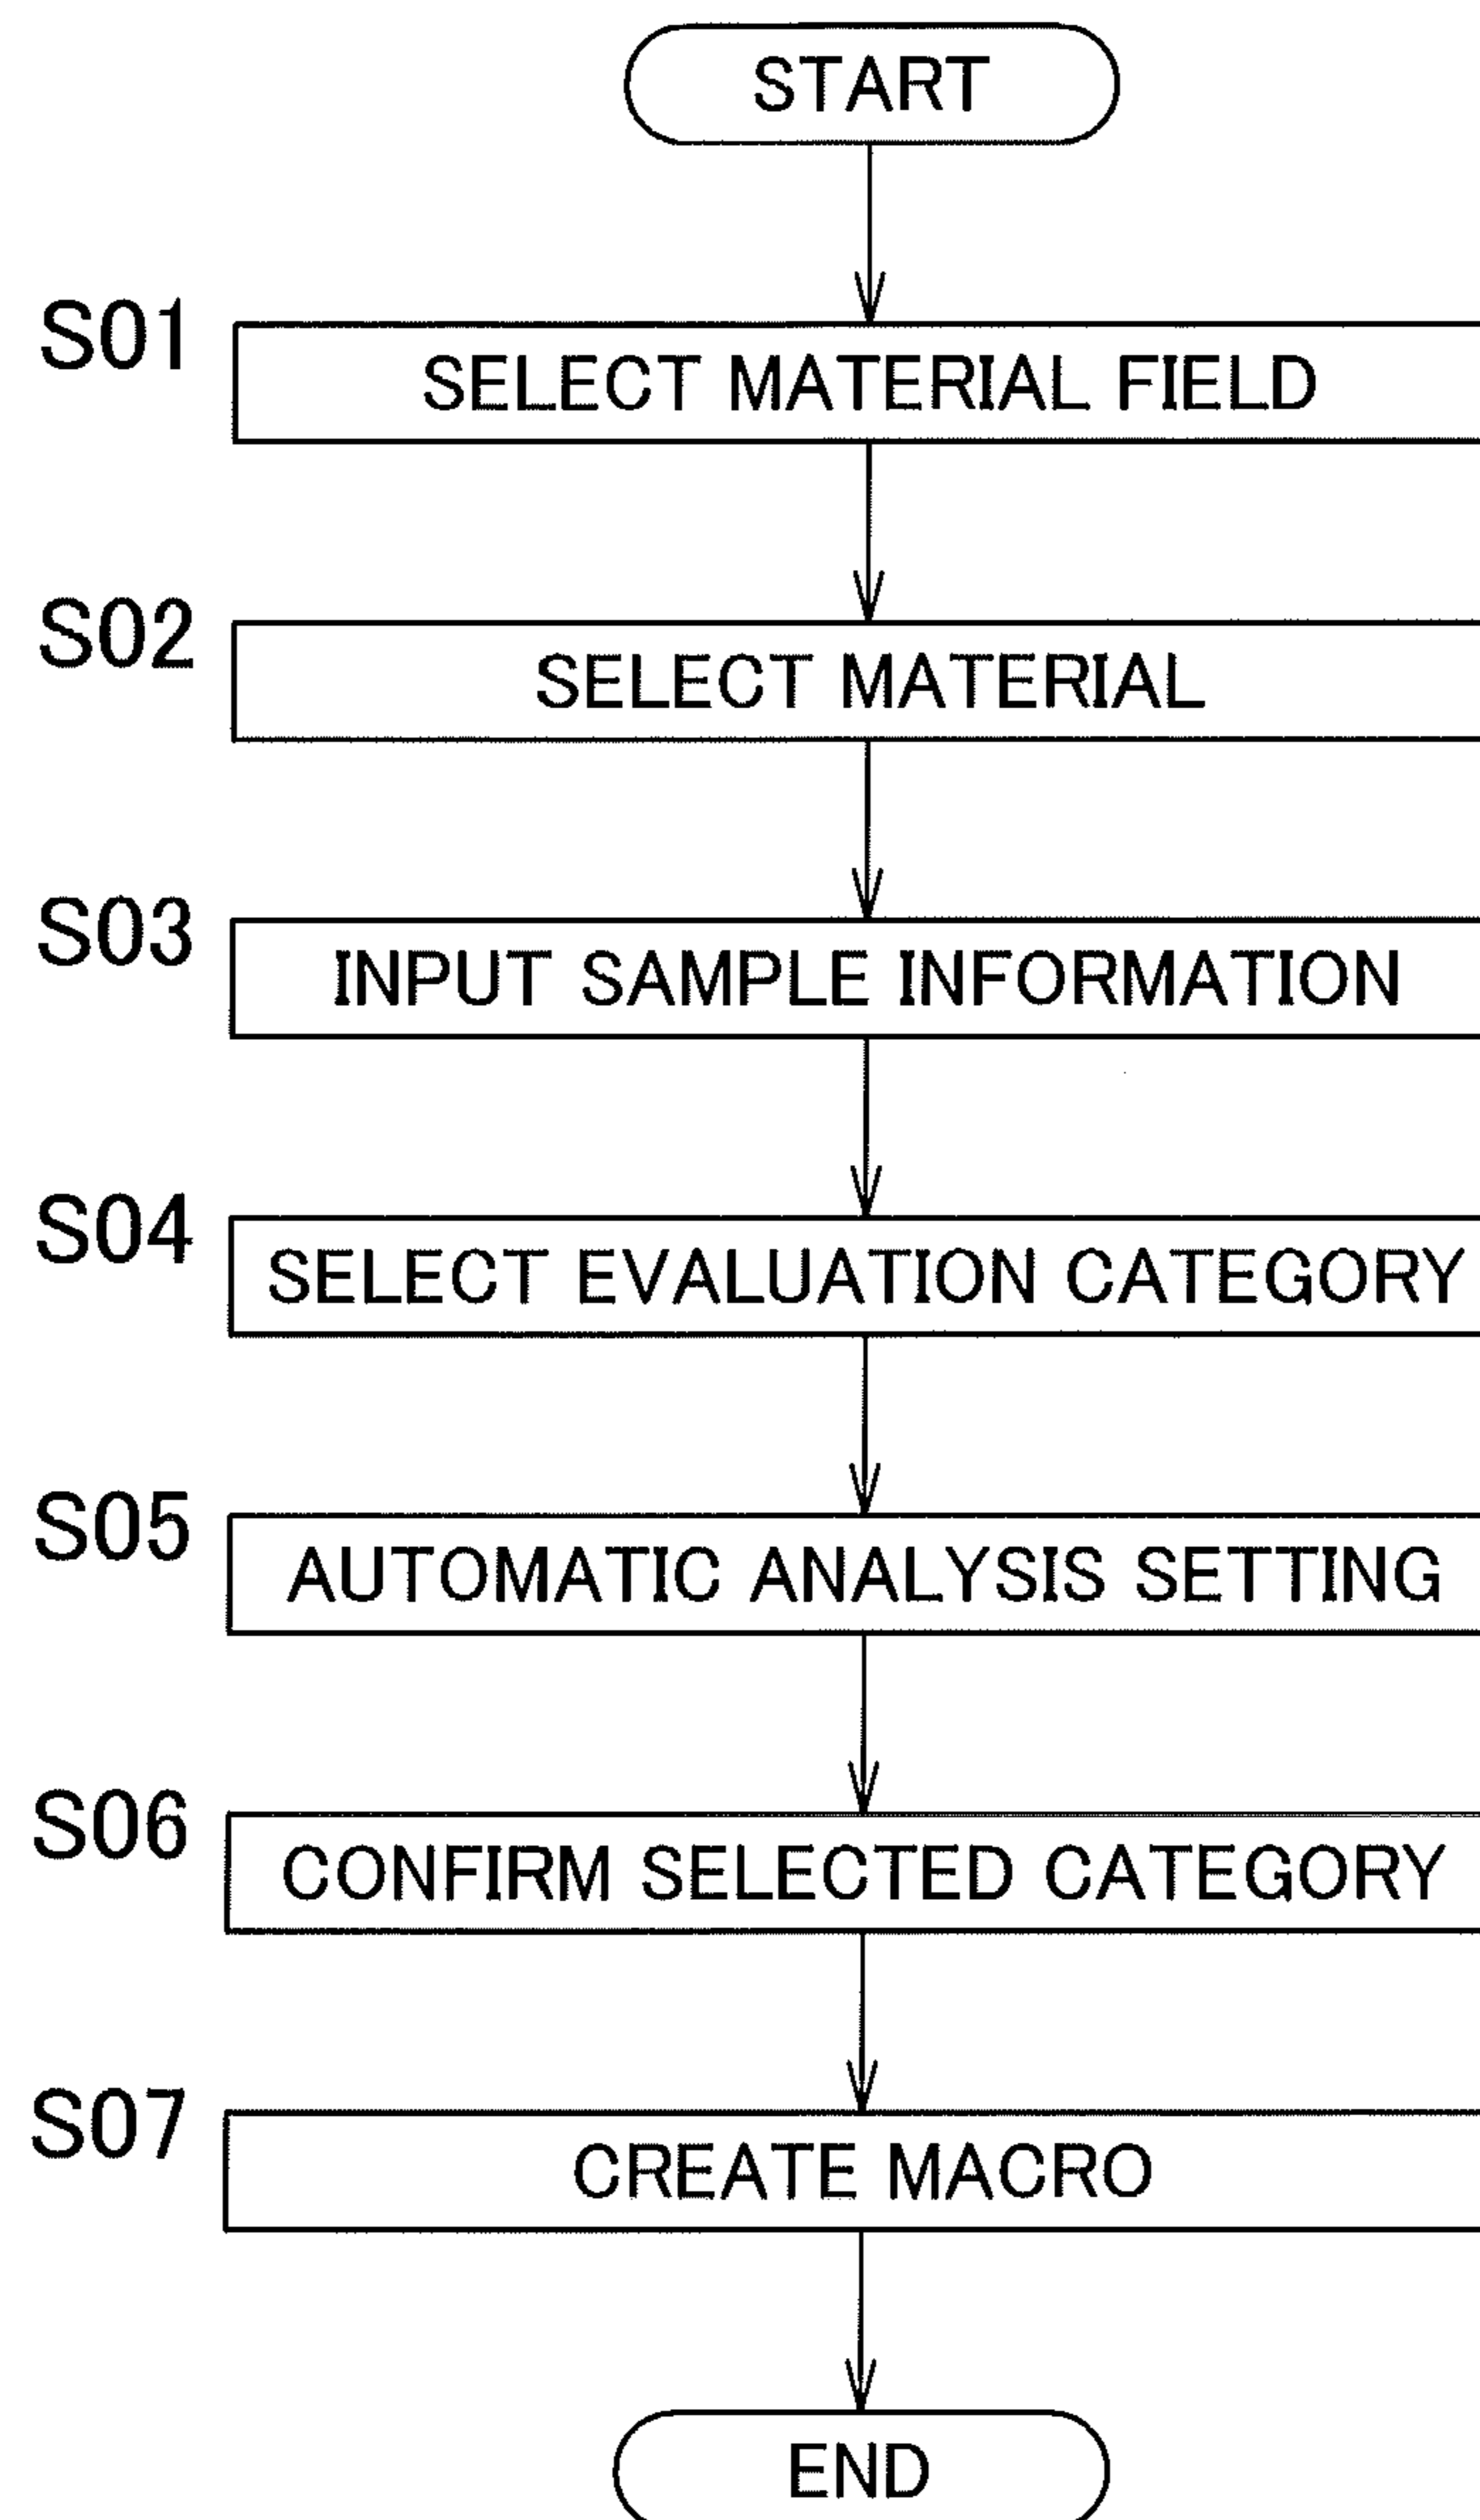 START
S01
SELECT MATERIAL FIELD
S02
SELECT MATERIAL
S03
INPUT SAMPLE INFORMATION
S04
SELECT EVALUATION CATEGORY
S05
AUTOMATIC ANALYSIS SETTING
S06
CONFIRM SELECTED CATEGORY
S07
CREATE MACRO
END